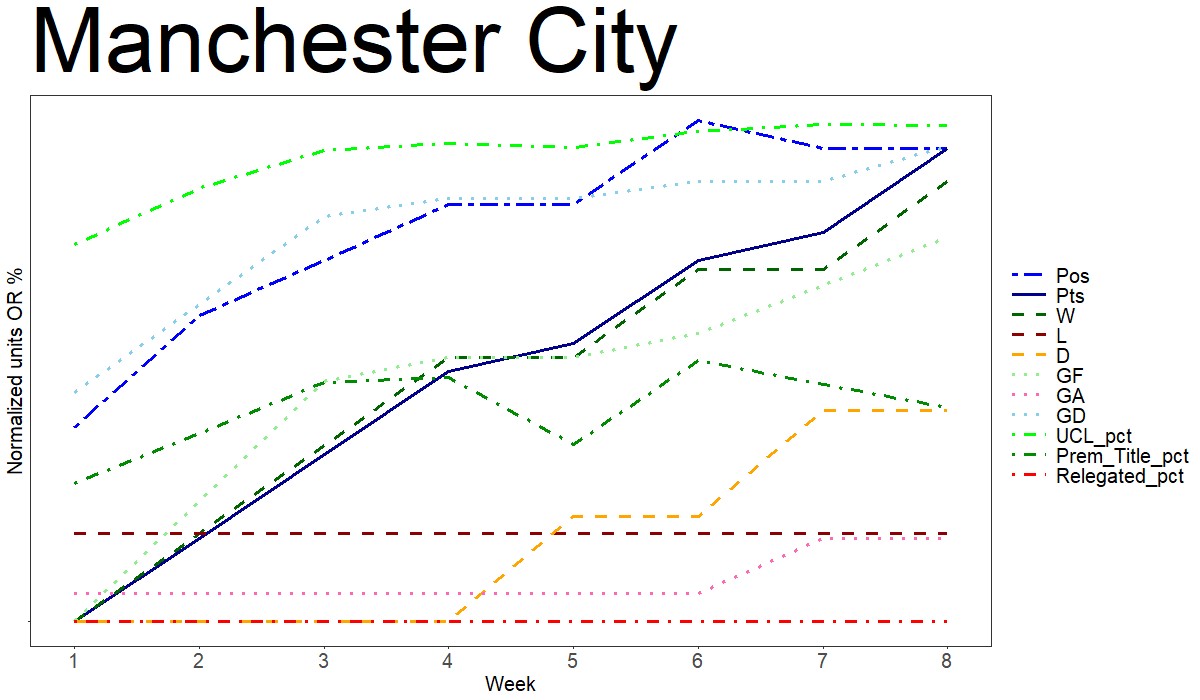 Manchester City
Normalized units OR %
1 2 3 4 5 6 7 8
Week
Pos
Pts
W
L
D
GF
GA
GD
UCL_pct
Prem_Title_pct
Relegated_pct